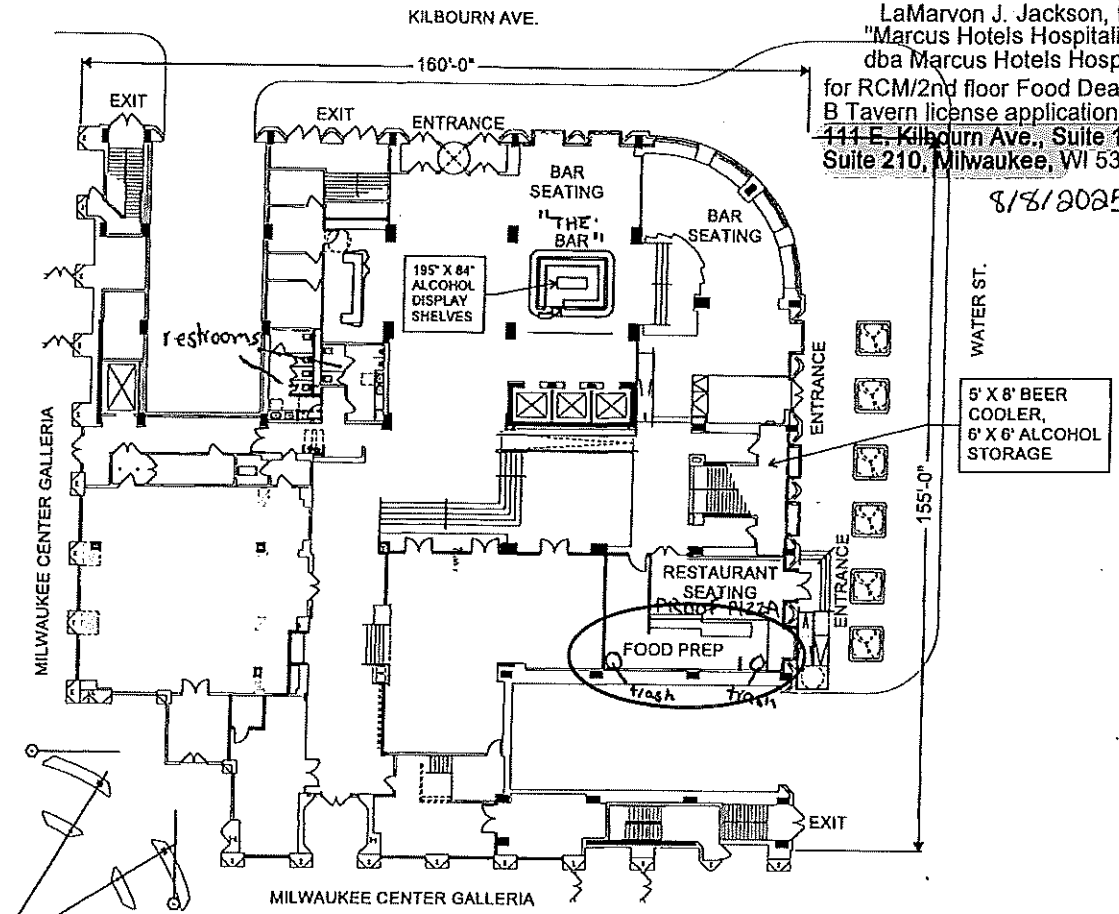 KILBOURN AVE.
LaMarvon J. Jackson,
"Marcus Hotels Hospitali
dba Marcus Hotels Hosp
for RCM/2nd floor Food Dea
B Tavern license application
111 E. Kilbourn Ave., Suite 1
Suite 210, Milwaukee, WI 53
8/8/2025
160'-0"
EXIT
EXIT
ENTRANCE
BAR
SEATING
"THE
BAR"
BAR
SEATING
195" X 84"
ALCOHOL
DISPLAY
SHELVES
restrooms
WATER ST.
ENTRANCE
5' X 8' BEER
COOLER,
6' X 6' ALCOHOL
STORAGE
155'-0"
MILWAUKEE CENTER GALLERIA
RESTAURANT
SEATING
PROOF PIZZA
ENTRANCE
FOOD PREP
trash
trash
EXIT
MILWAUKEE CENTER GALLERIA